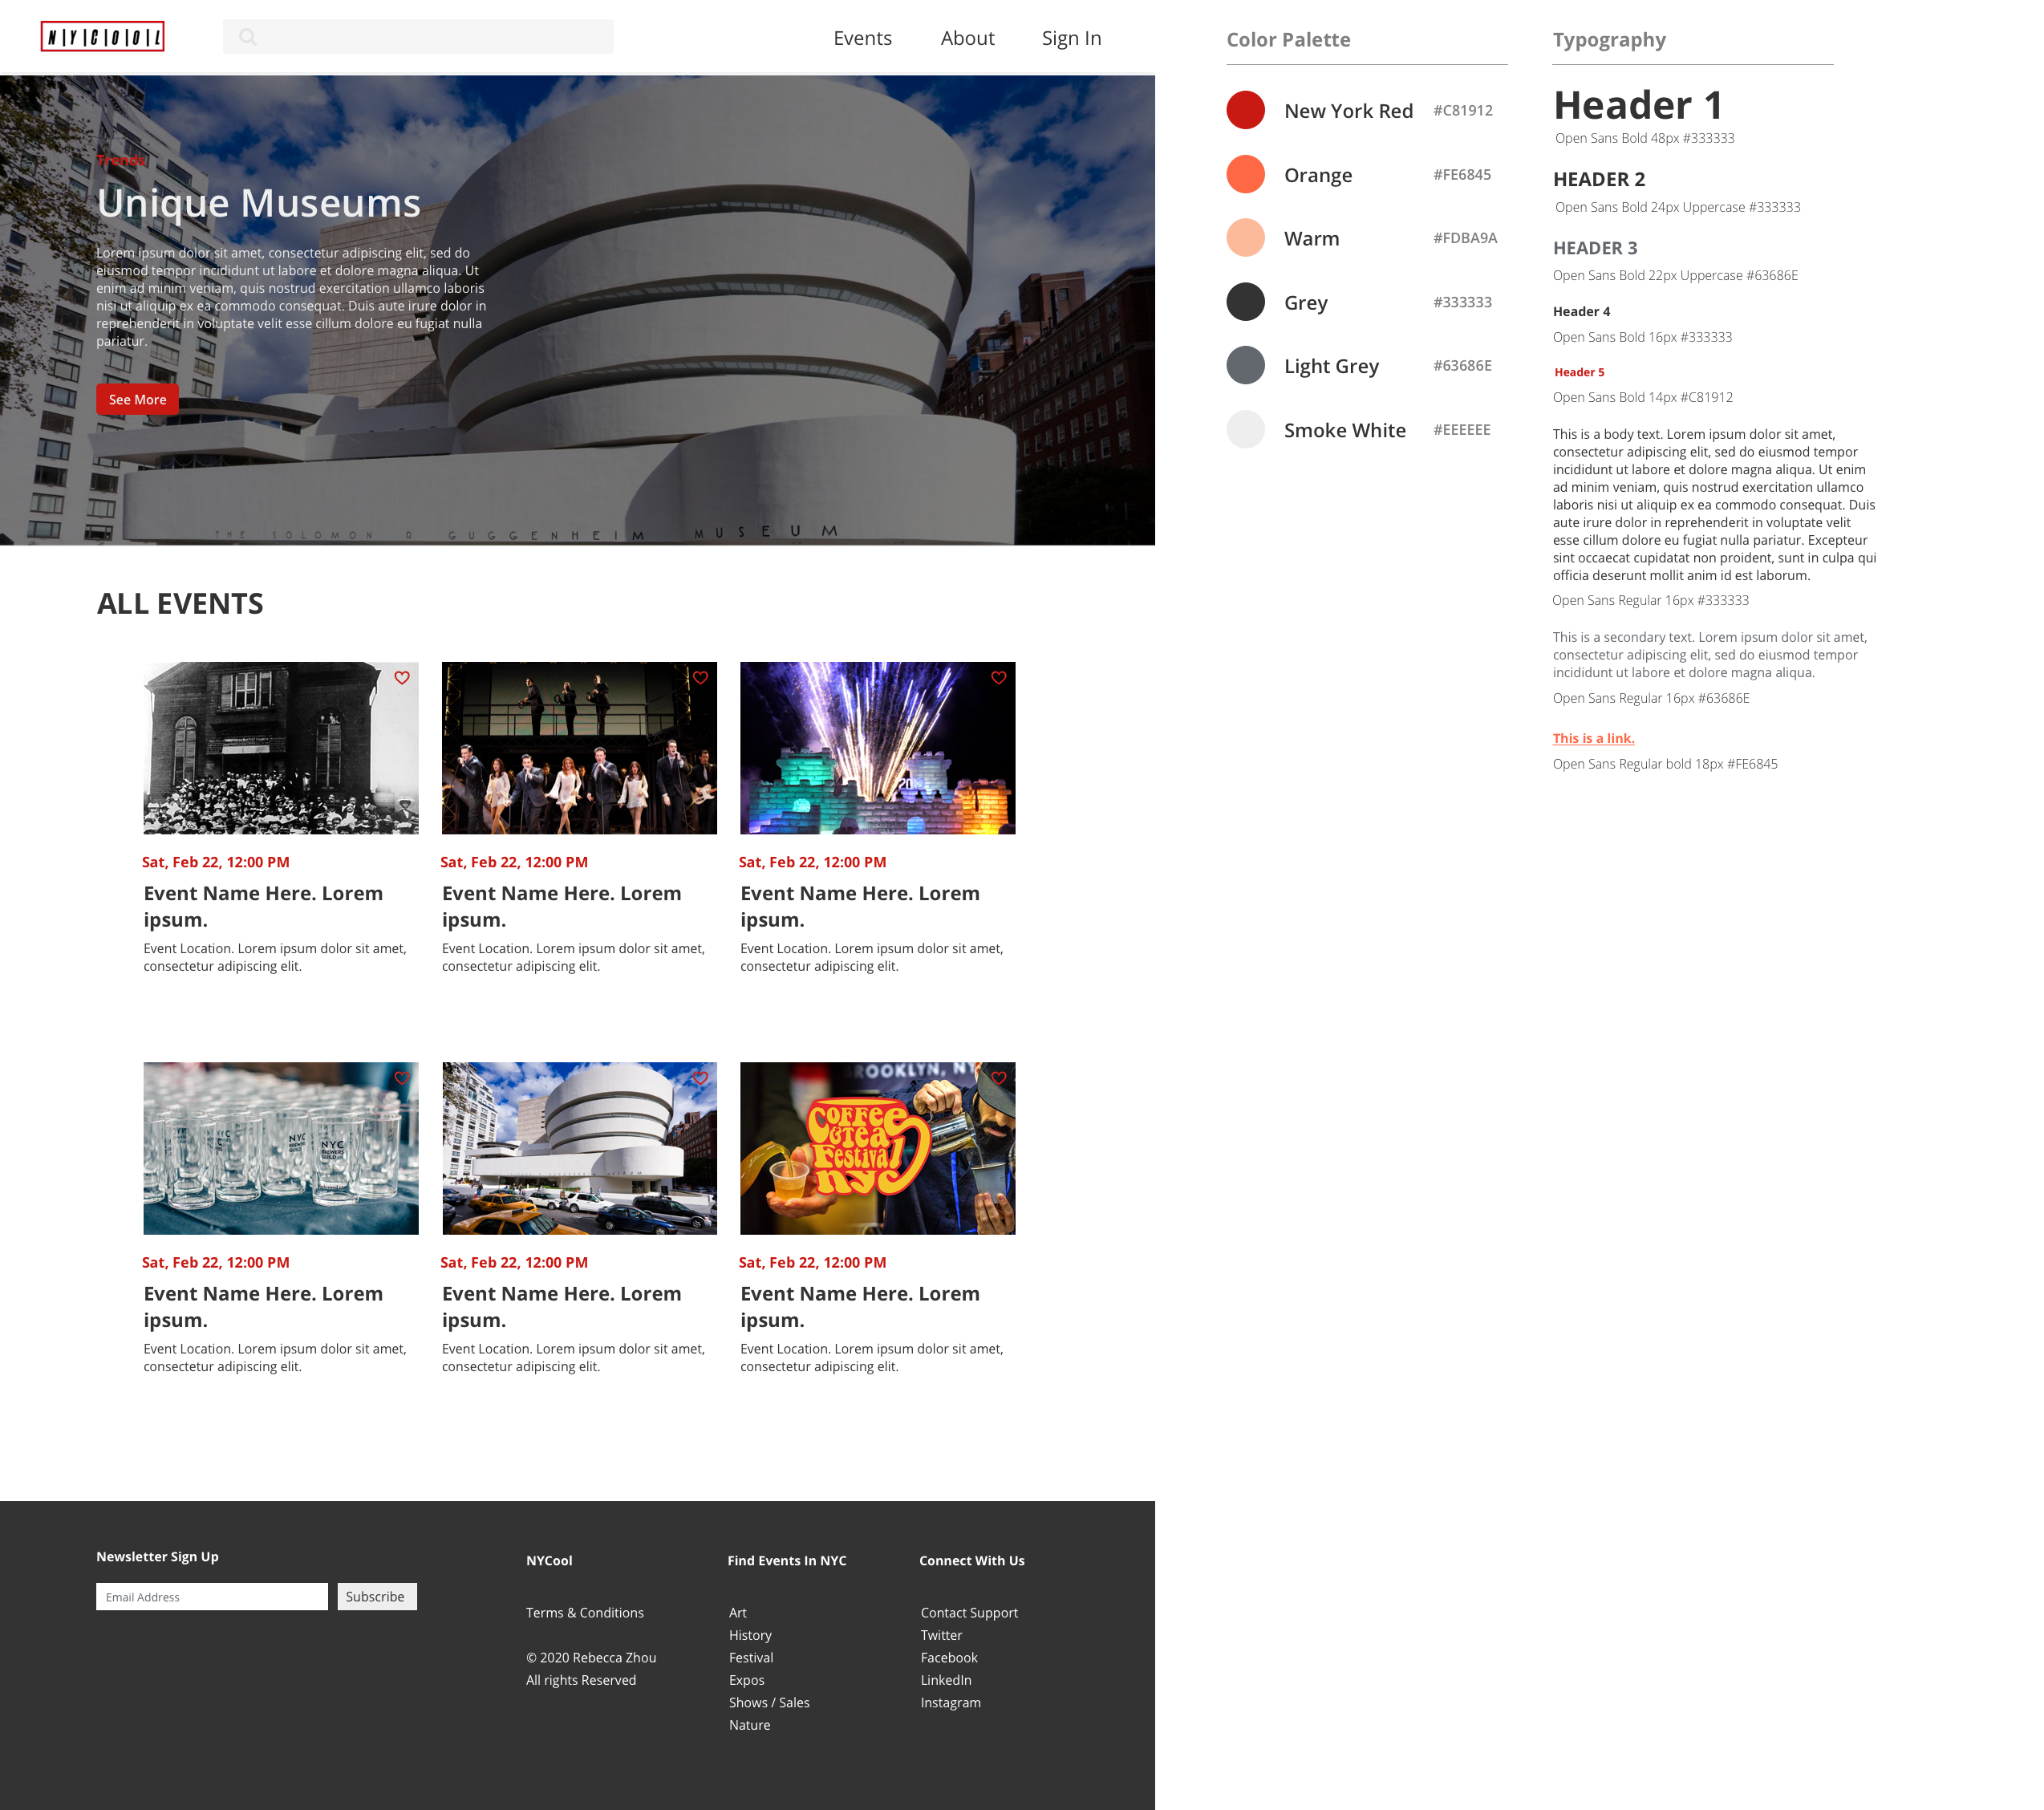 N|Y|C|O|O|L
Events About Sign In
Trends
Unique Museums
Lorem ipsum dolor sit amet, consectetur adipiscing elit, sed do
eiusmod tempor incididunt ut labore et dolore magna aliqua. Ut
enim ad minim veniam, quis nostrud exercitation ullamco laboris
nisi ut aliquip ex ea commodo consequat. Duis aute irure dolor in
reprehenderit in voluptate velit esse cillum dolore eu fugiat nulla
pariatur.
See More
THE SOLOMON R GUGGENHEIM MUSEUM
ALL EVENTS
Sat, Feb 22, 12:00 PM
Event Name Here. Lorem
ipsum.
Event Location. Lorem ipsum dolor sit amet,
consectetur adipiscing elit.
Sat, Feb 22, 12:00 PM
Event Name Here. Lorem
ipsum.
Event Location. Lorem ipsum dolor sit amet,
consectetur adipiscing elit.
Sat, Feb 22, 12:00 PM
Event Name Here. Lorem
ipsum.
Event Location. Lorem ipsum dolor sit amet,
consectetur adipiscing elit.
NYC
BREWERS
GUILD
Sat, Feb 22, 12:00 PM
Event Name Here. Lorem
ipsum.
Event Location. Lorem ipsum dolor sit amet,
consectetur adipiscing elit.
Sat, Feb 22, 12:00 PM
Event Name Here. Lorem
ipsum.
Event Location. Lorem ipsum dolor sit amet,
consectetur adipiscing elit.
BROOKLYN, NY
COFFEE
&TEA
Festival
nyc
Sat, Feb 22, 12:00 PM
Event Name Here. Lorem
ipsum.
Event Location. Lorem ipsum dolor sit amet,
consectetur adipiscing elit.
Newsletter Sign Up
Email Address
Subscribe
NYCool
Terms & Conditions
© 2020 Rebecca Zhou
All rights Reserved
Find Events In NYC
Art
History
Festival
Expos
Shows / Sales
Nature
Connect With Us
Contact Support
Twitter
Facebook
LinkedIn
Instagram
Color Palette
New York Red #C81912
Orange #FE6845
Warm #FDBA9A
Grey #333333
Light Grey #63686E
Smoke White #EEEEEE
Typography
Header 1
Open Sans Bold 48px #333333
HEADER 2
Open Sans Bold 24px Uppercase #333333
HEADER 3
Open Sans Bold 22px Uppercase #63686E
Header 4
Open Sans Bold 16px #333333
Header 5
Open Sans Bold 14px #C81912
This is a body text. Lorem ipsum dolor sit amet,
consectetur adipiscing elit, sed do eiusmod tempor
incididunt ut labore et dolore magna aliqua. Ut enim
ad minim veniam, quis nostrud exercitation ullamco
laboris nisi ut aliquip ex ea commodo consequat. Duis
aute irure dolor in reprehenderit in voluptate velit
esse cillum dolore eu fugiat nulla pariatur. Excepteur
sint occaecat cupidatat non proident, sunt in culpa qui
officia deserunt mollit anim id est laborum.
Open Sans Regular 16px #333333
This is a secondary text. Lorem ipsum dolor sit amet,
consectetur adipiscing elit, sed do eiusmod tempor
incididunt ut labore et dolore magna aliqua.
Open Sans Regular 16px #63686E
This is a link.
Open Sans Regular bold 18px #FE6845